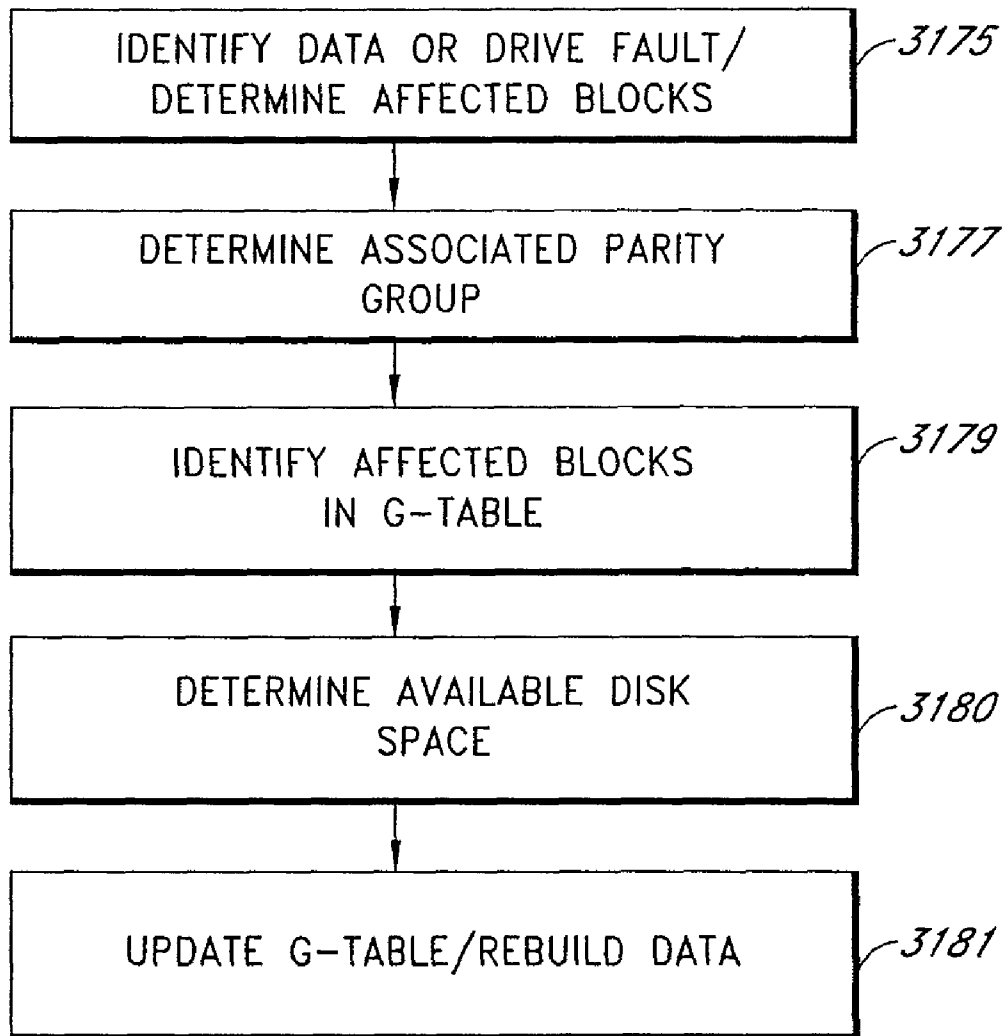 IDENTIFY DATA OR DRIVE FAULT/
DETERMINE AFFECTED BLOCKS
3175
DETERMINE ASSOCIATED PARITY
GROUP
3177
IDENTIFY AFFECTED BLOCKS
IN G-TABLE
3179
DETERMINE AVAILABLE DISK
SPACE
3180
UPDATE G-TABLE/REBUILD DATA
3181